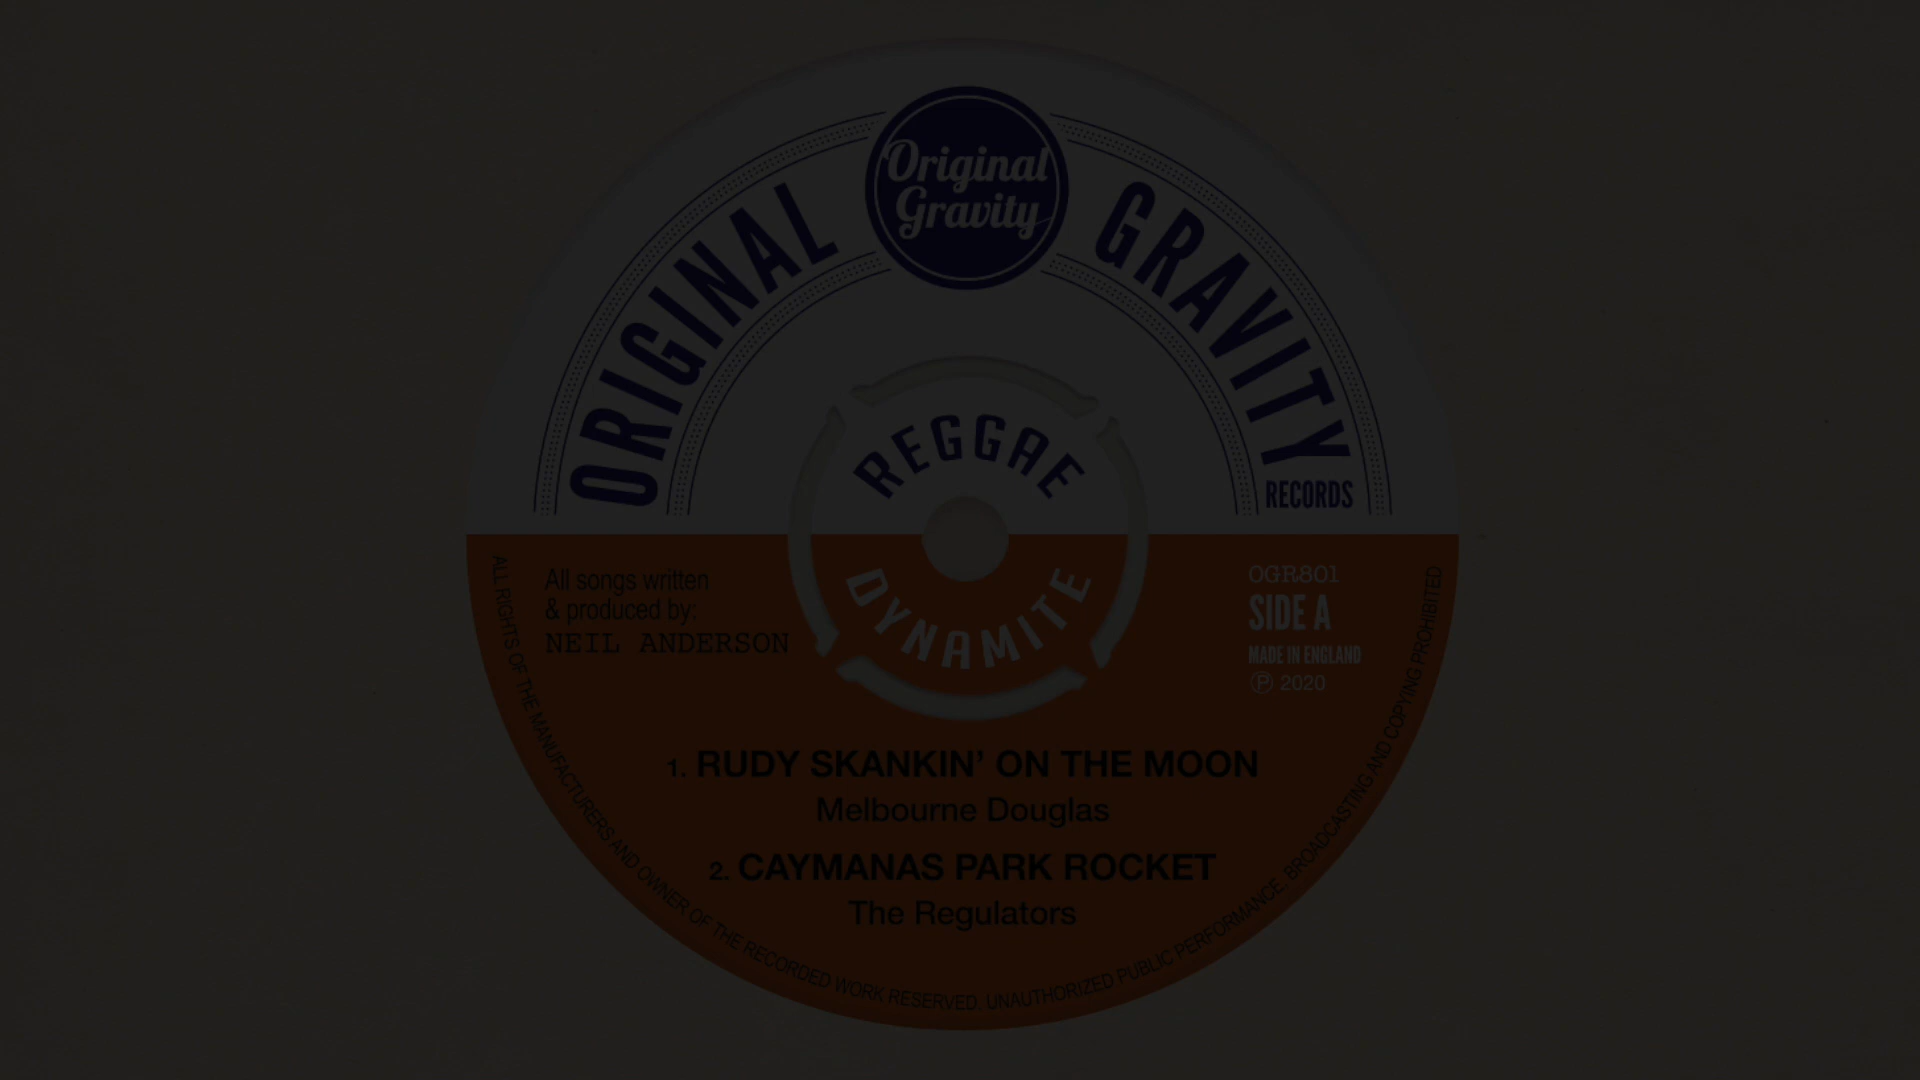 Original
Gravity
ORIGINAL GRAVITY
RECORDS
REGGAE
DYNAMITE
All songs written
& produced by:
NEIL ANDERSON
OGR801
SIDE A
MADE IN ENGLAND
Ⓟ 2020
1. RUDY SKANKIN’ ON THE MOON
Melbourne Douglas
2. CAYMANAS PARK ROCKET
The Regulators
ALL RIGHTS OF THE MANUFACTURERS AND OWNER OF THE RECORDED WORK RESERVED. UNAUTHORIZED PUBLIC PERFORMANCE. BROADCASTING AND COPYING PROHIBITED